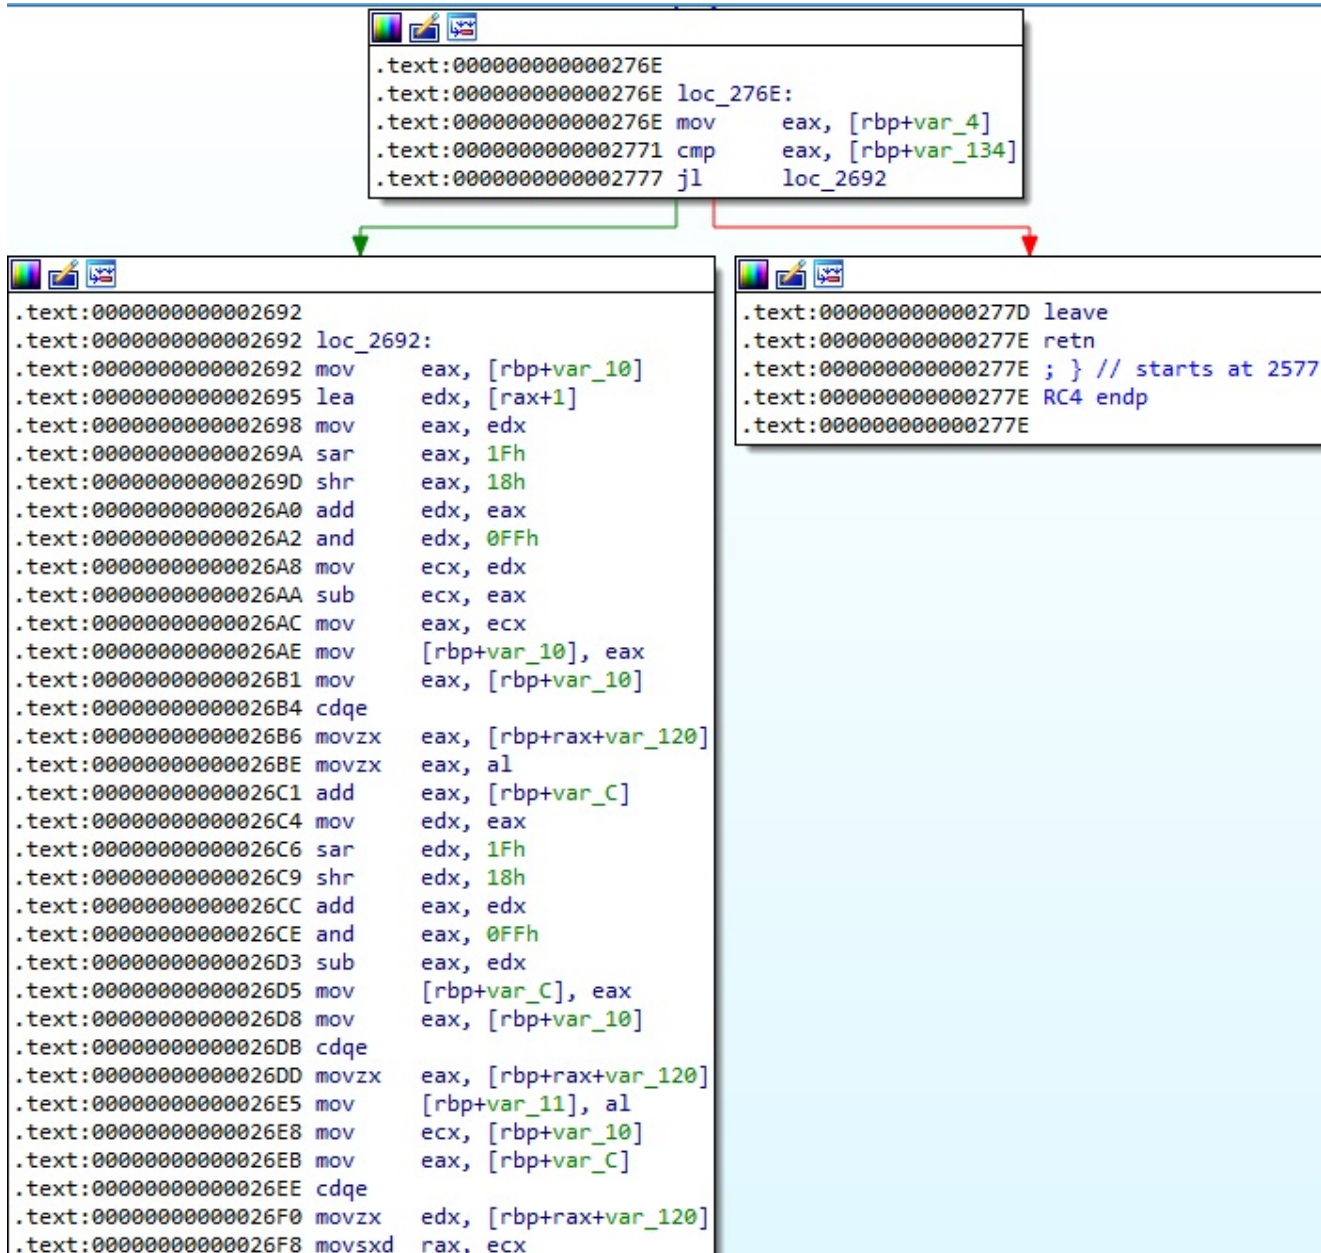 .text:000000000000276E
.text:000000000000276E loc_276E:
.text:000000000000276E mov eax, [rbp+var_4]
.text:0000000000002771 cmp eax, [rbp+var_134]
.text:0000000000002777 jl loc_2692
.text:0000000000002692
.text:0000000000002692 loc_2692:
.text:0000000000002692 mov eax, [rbp+var_10]
.text:0000000000002695 lea edx, [rax+1]
.text:0000000000002698 mov eax, edx
.text:000000000000269A sar eax, 1Fh
.text:000000000000269D shr eax, 18h
.text:00000000000026A0 add edx, eax
.text:00000000000026A2 and edx, 0FFh
.text:00000000000026A8 mov ecx, edx
.text:00000000000026AA sub ecx, eax
.text:00000000000026AC mov eax, ecx
.text:00000000000026AE mov [rbp+var_10], eax
.text:00000000000026B1 mov eax, [rbp+var_10]
.text:00000000000026B4 cdqe
.text:00000000000026B6 movzx eax, [rbp+rax+var_120]
.text:00000000000026BE movzx eax, al
.text:00000000000026C1 add eax, [rbp+var_C]
.text:00000000000026C4 mov edx, eax
.text:00000000000026C6 sar edx, 1Fh
.text:00000000000026C9 shr edx, 18h
.text:00000000000026CC add eax, edx
.text:00000000000026CE and eax, 0FFh
.text:00000000000026D3 sub eax, edx
.text:00000000000026D5 mov [rbp+var_C], eax
.text:00000000000026D8 mov eax, [rbp+var_10]
.text:00000000000026DB cdqe
.text:00000000000026DD movzx eax, [rbp+rax+var_120]
.text:00000000000026E5 mov [rbp+var_11], al
.text:00000000000026E8 mov ecx, [rbp+var_10]
.text:00000000000026EB mov eax, [rbp+var_C]
.text:00000000000026EE cdqe
.text:00000000000026F0 movzx edx, [rbp+rax+var_120]
.text:00000000000026F8 movsxd rax, ecx
.text:000000000000277D leave
.text:000000000000277E retn
.text:000000000000277E ; } // starts at 2577
.text:000000000000277E RC4 endp
.text:000000000000277E